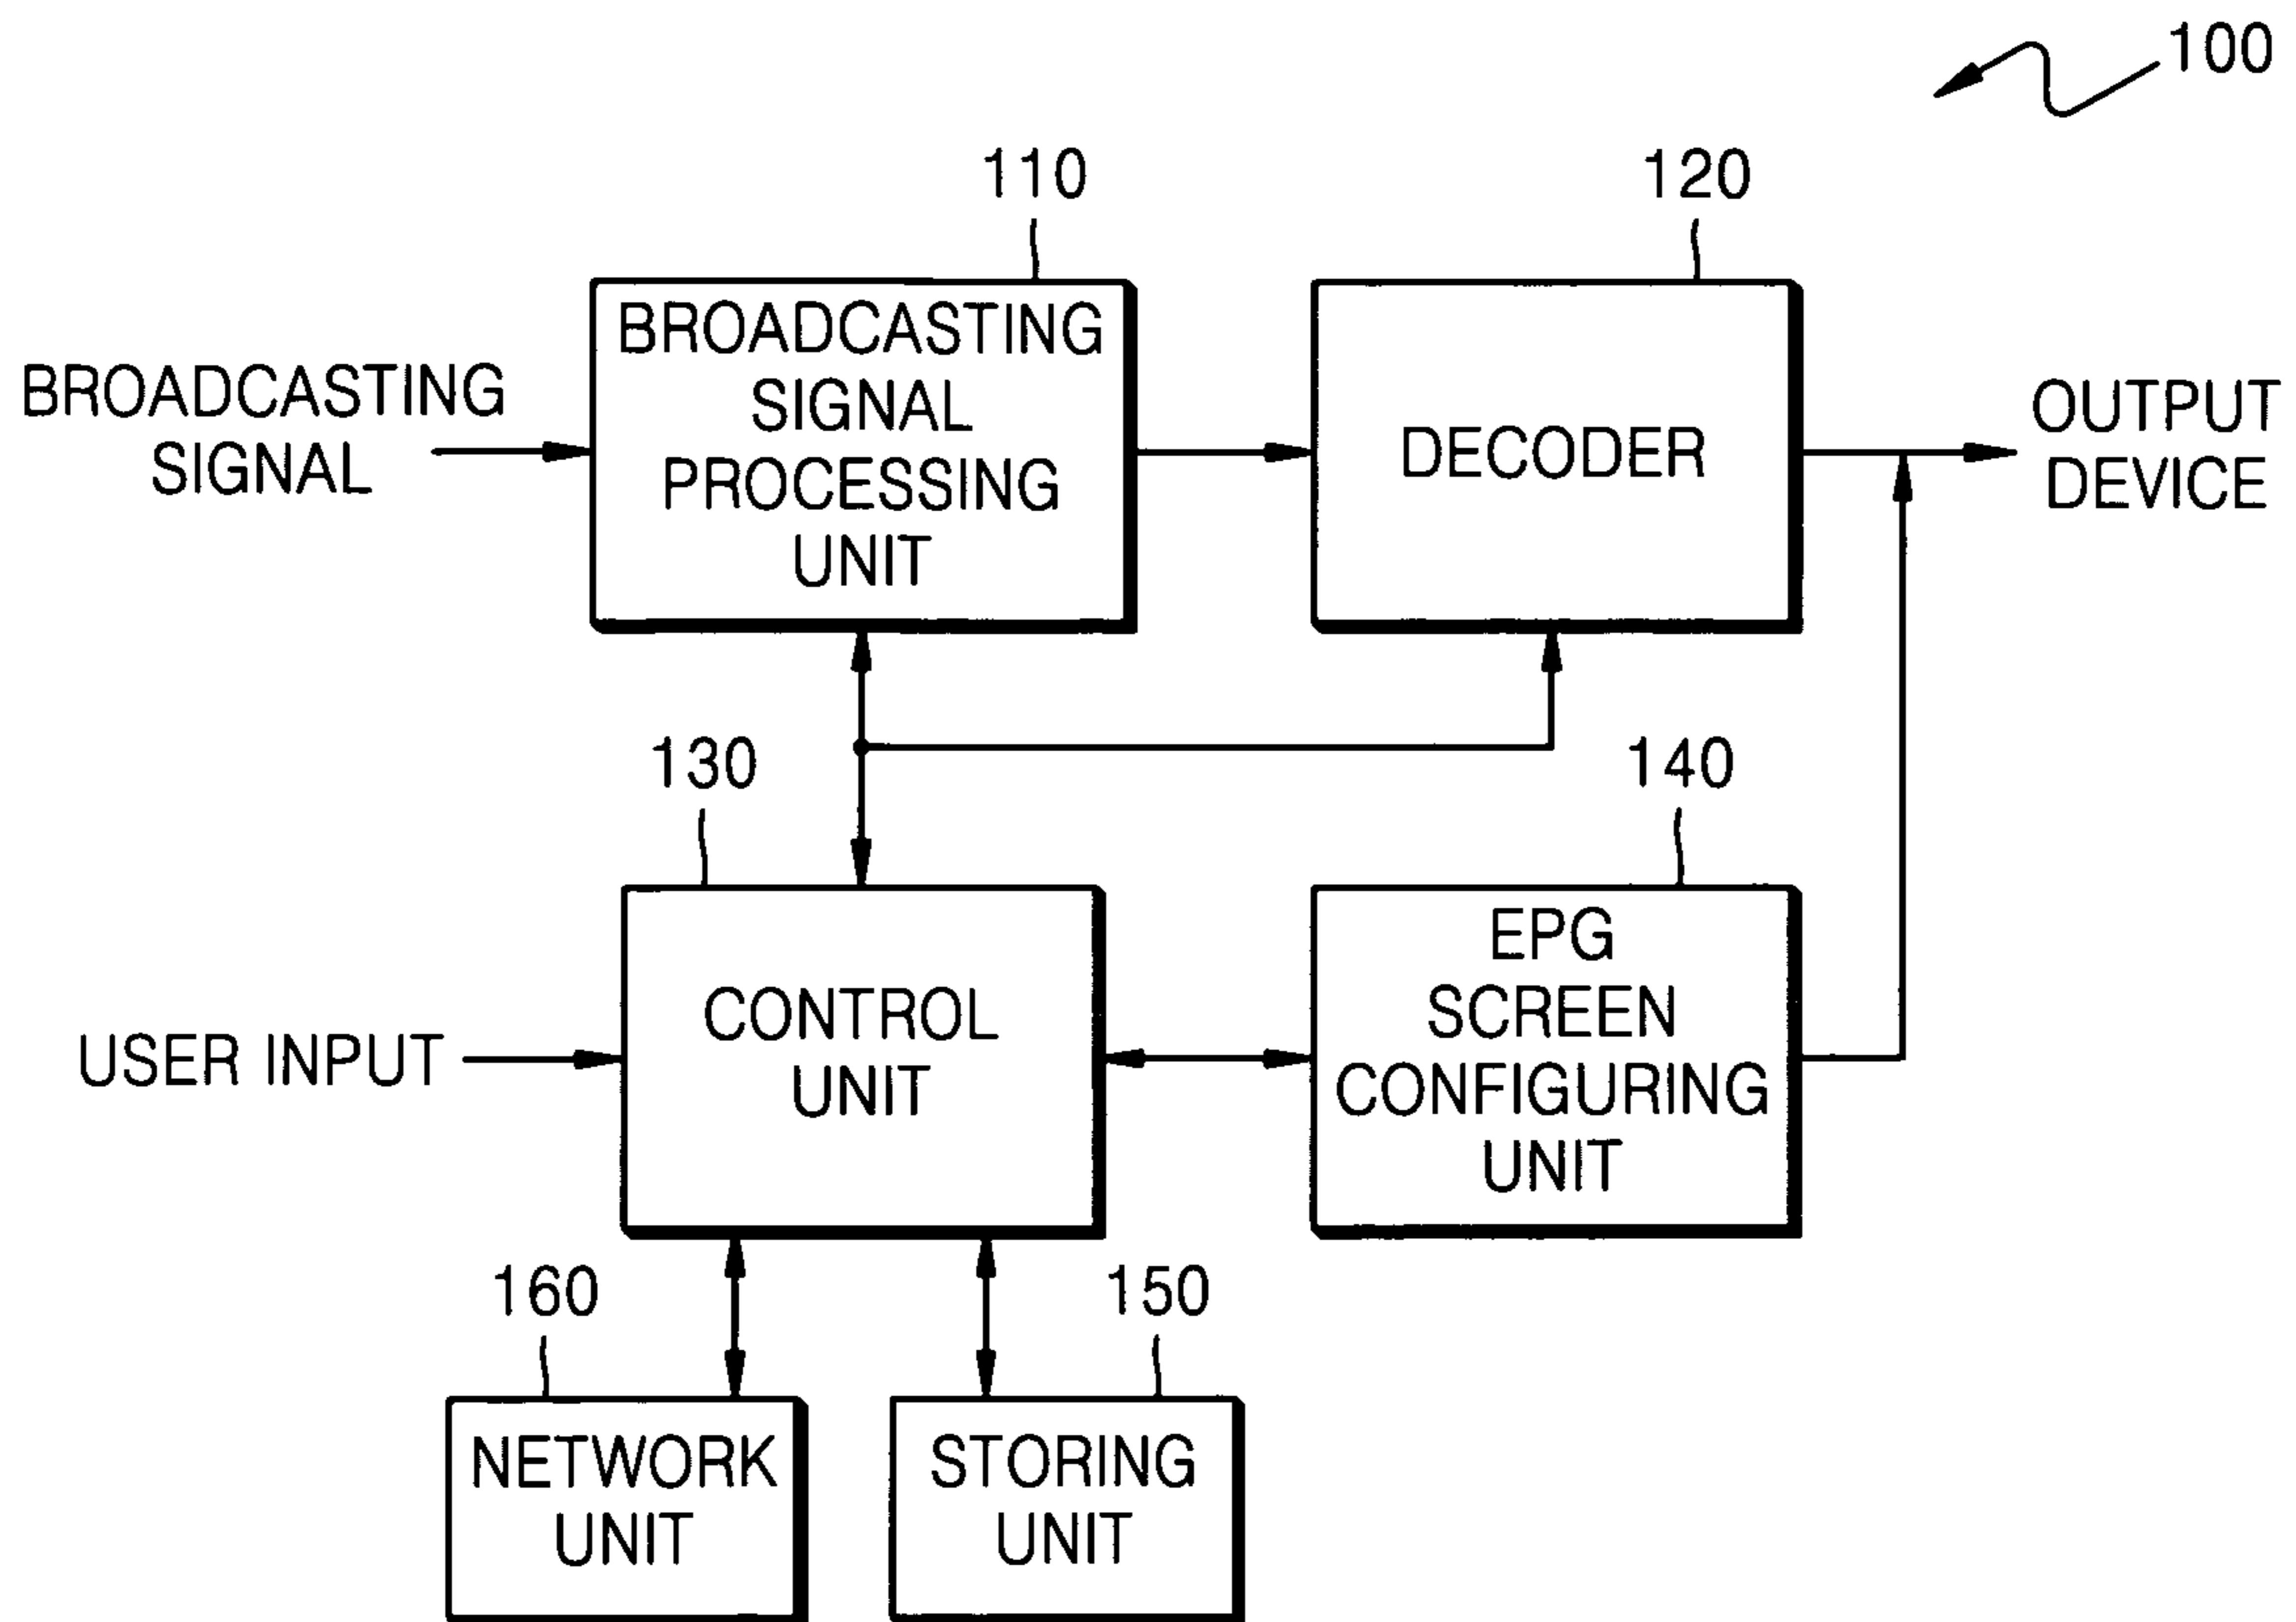 100
110
120
BROADCASTING
SIGNAL
BROADCASTING
SIGNAL
PROCESSING
UNIT
DECODER
OUTPUT
DEVICE
130
140
USER INPUT
CONTROL
UNIT
EPG
SCREEN
CONFIGURING
UNIT
160
150
NETWORK
UNIT
STORING
UNIT